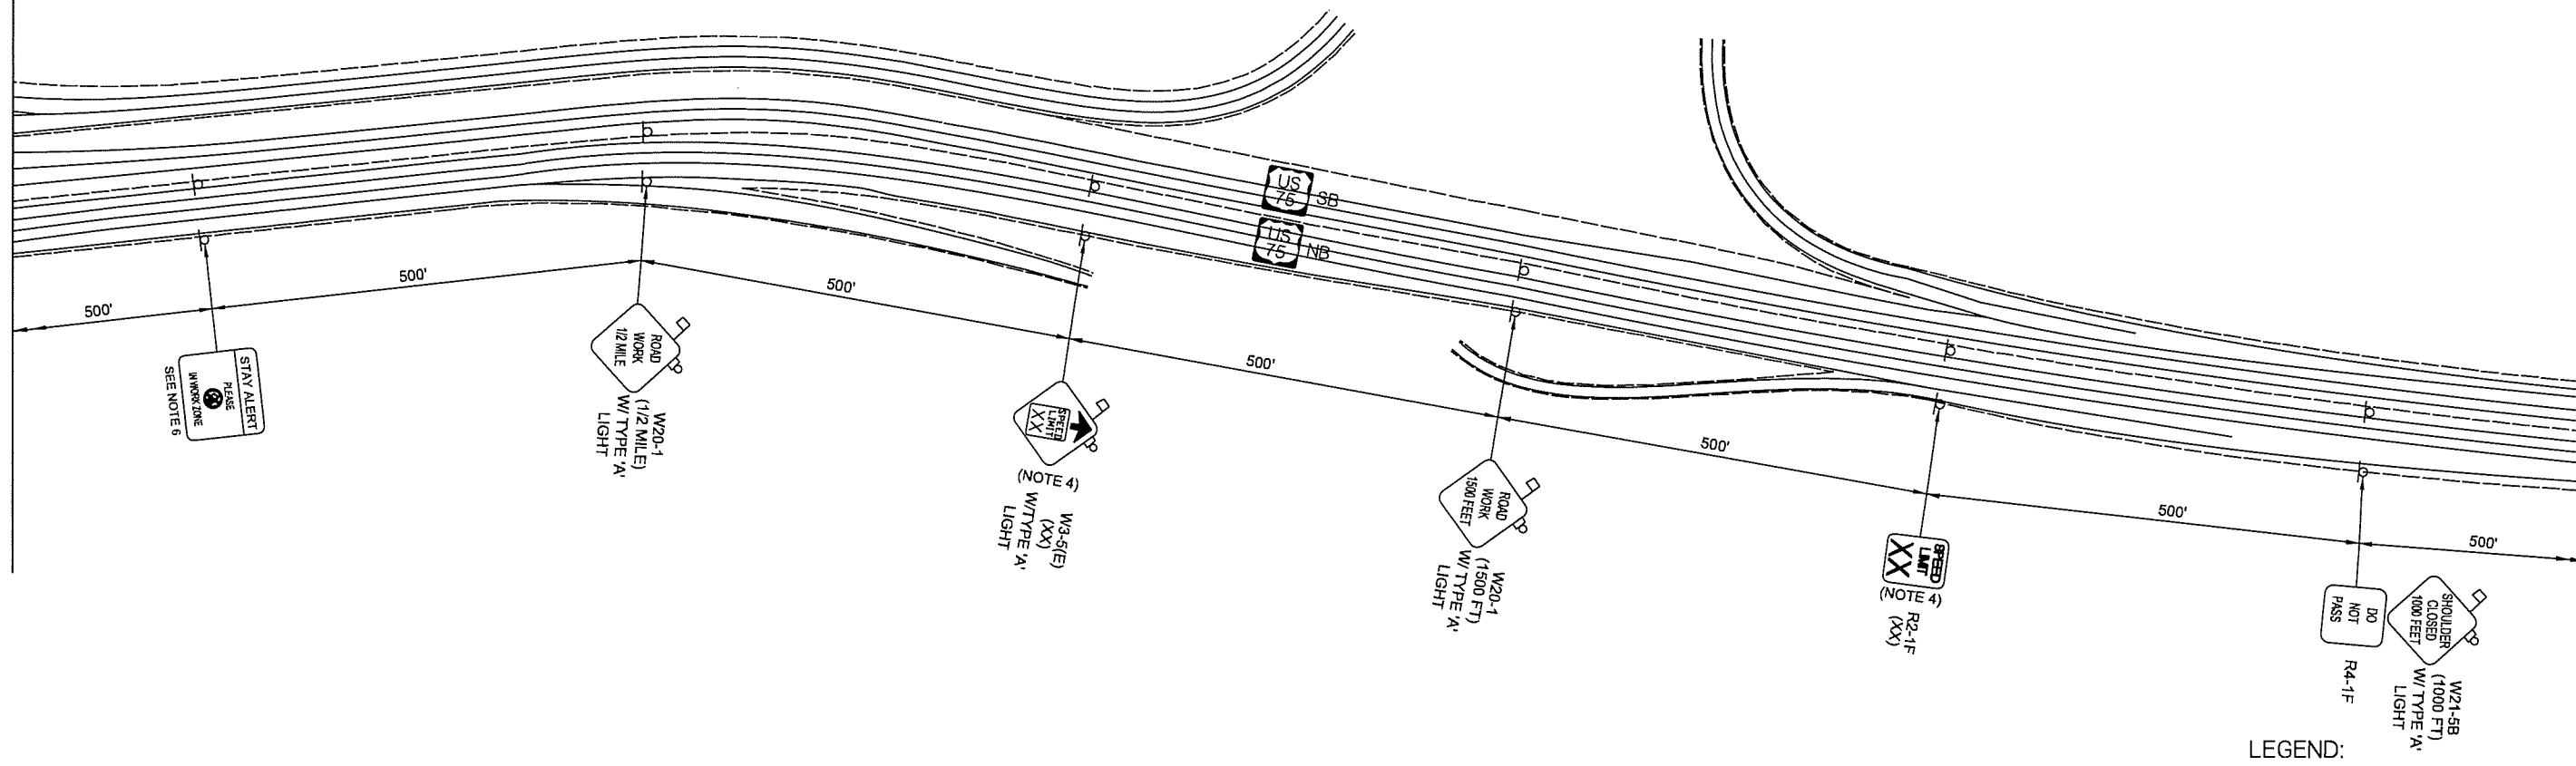 US
75
SB
US
75
NB
500'
500'
500'
500'
500'
500'
500'
STAY ALERT
PLEASE
IN WORK ZONE
SEE NOTE 6
ROAD
WORK
1/2 MILE
W20-1
(1/2 MILE)
W/ TYPE 'A'
LIGHT
SPEED
LIMIT
XX
(NOTE 4)
W3-5(E)
(XX)
W/TYPE 'A'
LIGHT
ROAD
WORK
1500 FEET
W20-1
(1500 FT)
W/ TYPE 'A'
LIGHT
SPEED
LIMIT
XX
(NOTE 4)
R2-1F
(XX)
DO
NOT
PASS
R4-1F
SHOULDER
CLOSED
1000 FEET
W21-5B
(1000 FT)
W/ TYPE 'A'
LIGHT
LEGEND: